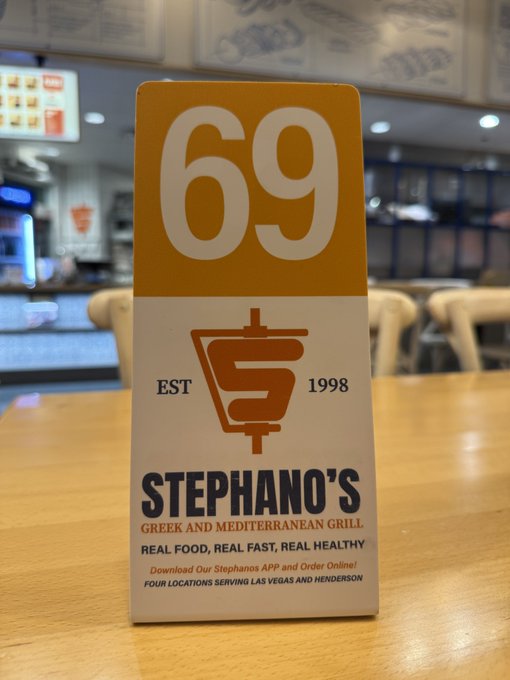 69
EST 1998
STEPHANO'S
GREEK AND MEDITERRANEAN GRILL
REAL FOOD, REAL FAST, REAL HEALTHY
Download Our Stephanos APP and Order Online!
FOUR LOCATIONS SERVING LAS VEGAS AND HENDERSON